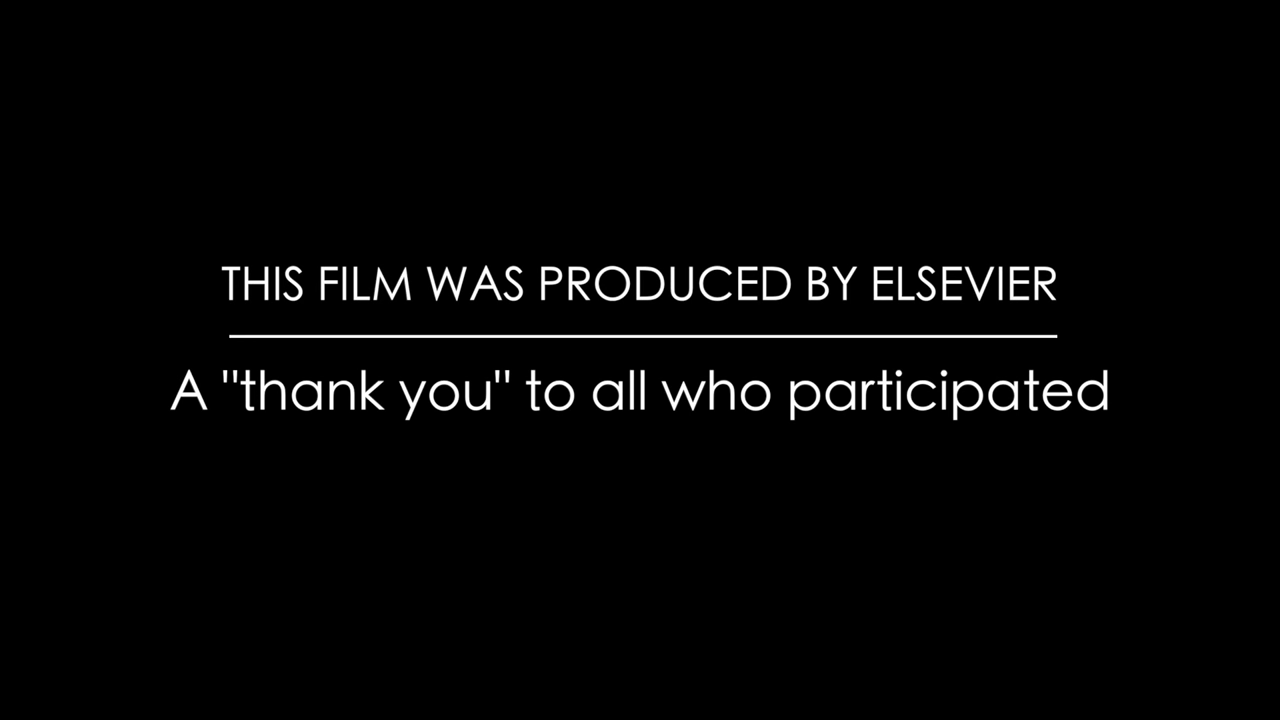 THIS FILM WAS PRODUCED BY ELSEVIER
A "thank you" to all who participated